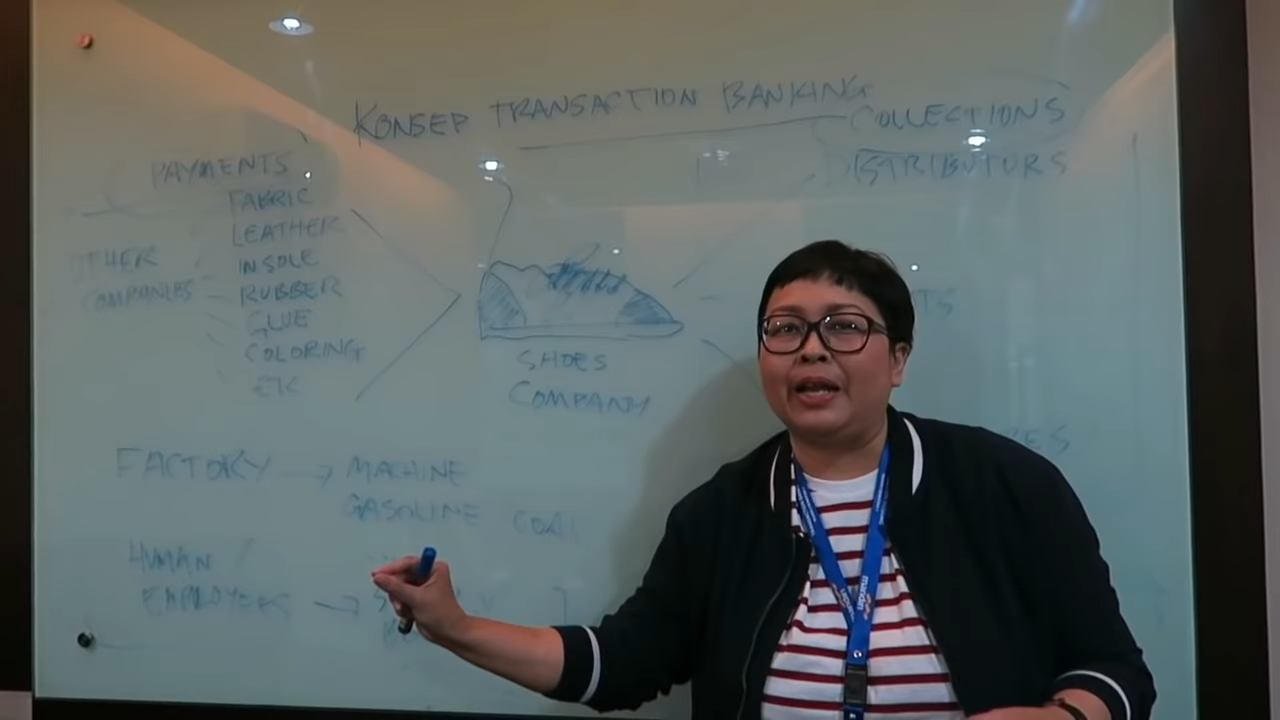 KONSEP TRANSACTION BANKING
PAYMENTS
FABRIC
LEATHER
INSOLE
RUBBER
GLUE
COLORING
ETC
OTHER
COMPANIES
SHOES
COMPANY
COLLECTIONS
DISTRIBUTORS
FACTORY → MACHINE
GASOLINE COAL
HUMAN
EMPLOYEES →
mandiri